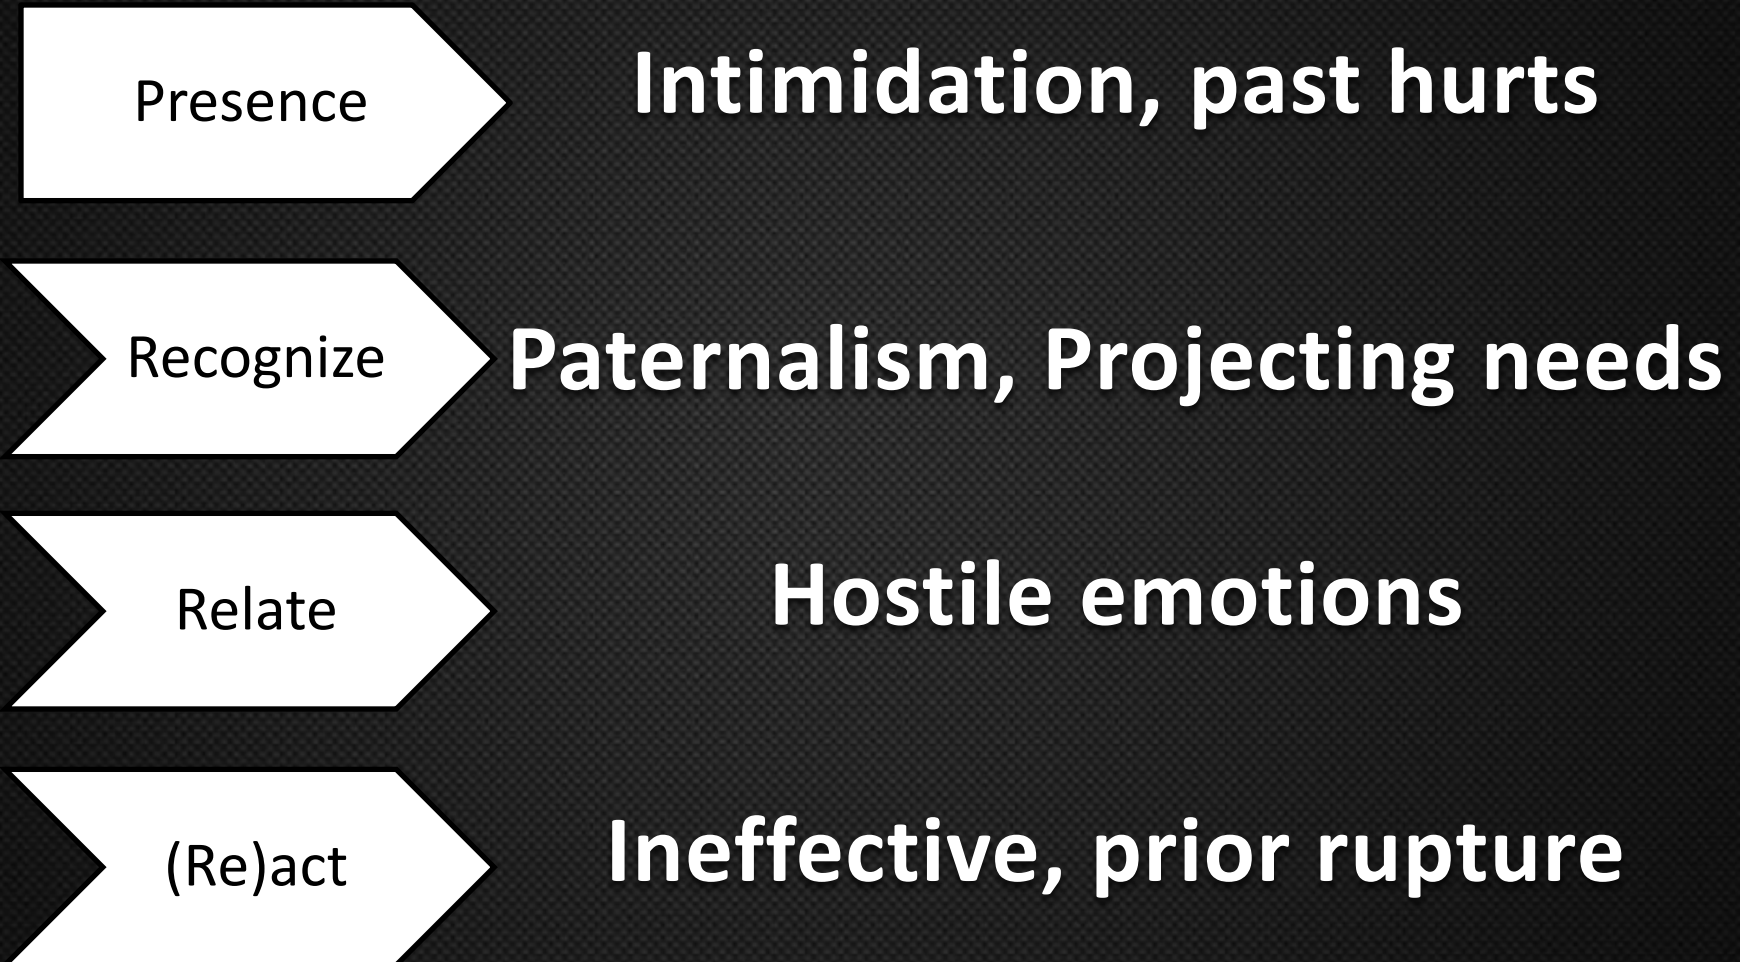 Presence
Intimidation, past hurts
Recognize
Paternalism, Projecting needs
Relate
Hostile emotions
(Re)act
Ineffective, prior rupture